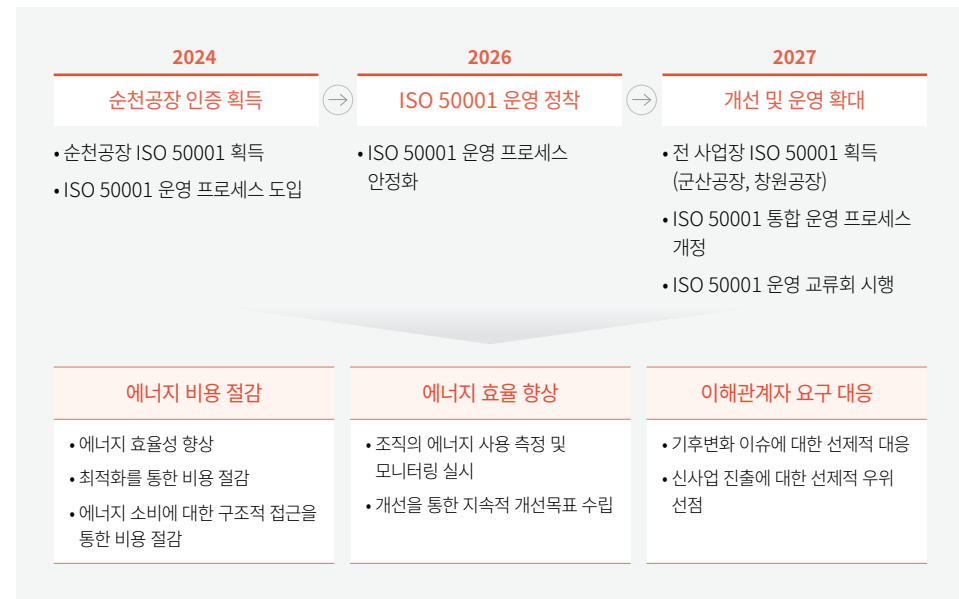 2024
순천공장 인증 획득
• 순천공장 ISO 50001 획득
• ISO 50001 운영 프로세스 도입
2026
ISO 50001 운영 정착
• ISO 50001 운영 프로세스
안정화
2027
개선 및 운영 확대
• 전 사업장 ISO 50001 획득
(군산공장, 창원공장)
• ISO 50001 통합 운영 프로세스
개정
• ISO 50001 운영 교류회 시행
에너지 비용 절감
• 에너지 효율성 향상
• 최적화를 통한 비용 절감
• 에너지 소비에 대한 구조적 접근을
통한 비용 절감
에너지 효율 향상
• 조직의 에너지 사용 측정 및
모니터링 실시
• 개선을 통한 지속적 개선목표 수립
이해관계자 요구 대응
• 기후변화 이슈에 대한 선제적 대응
• 신사업 진출에 대한 선제적 우위
선점